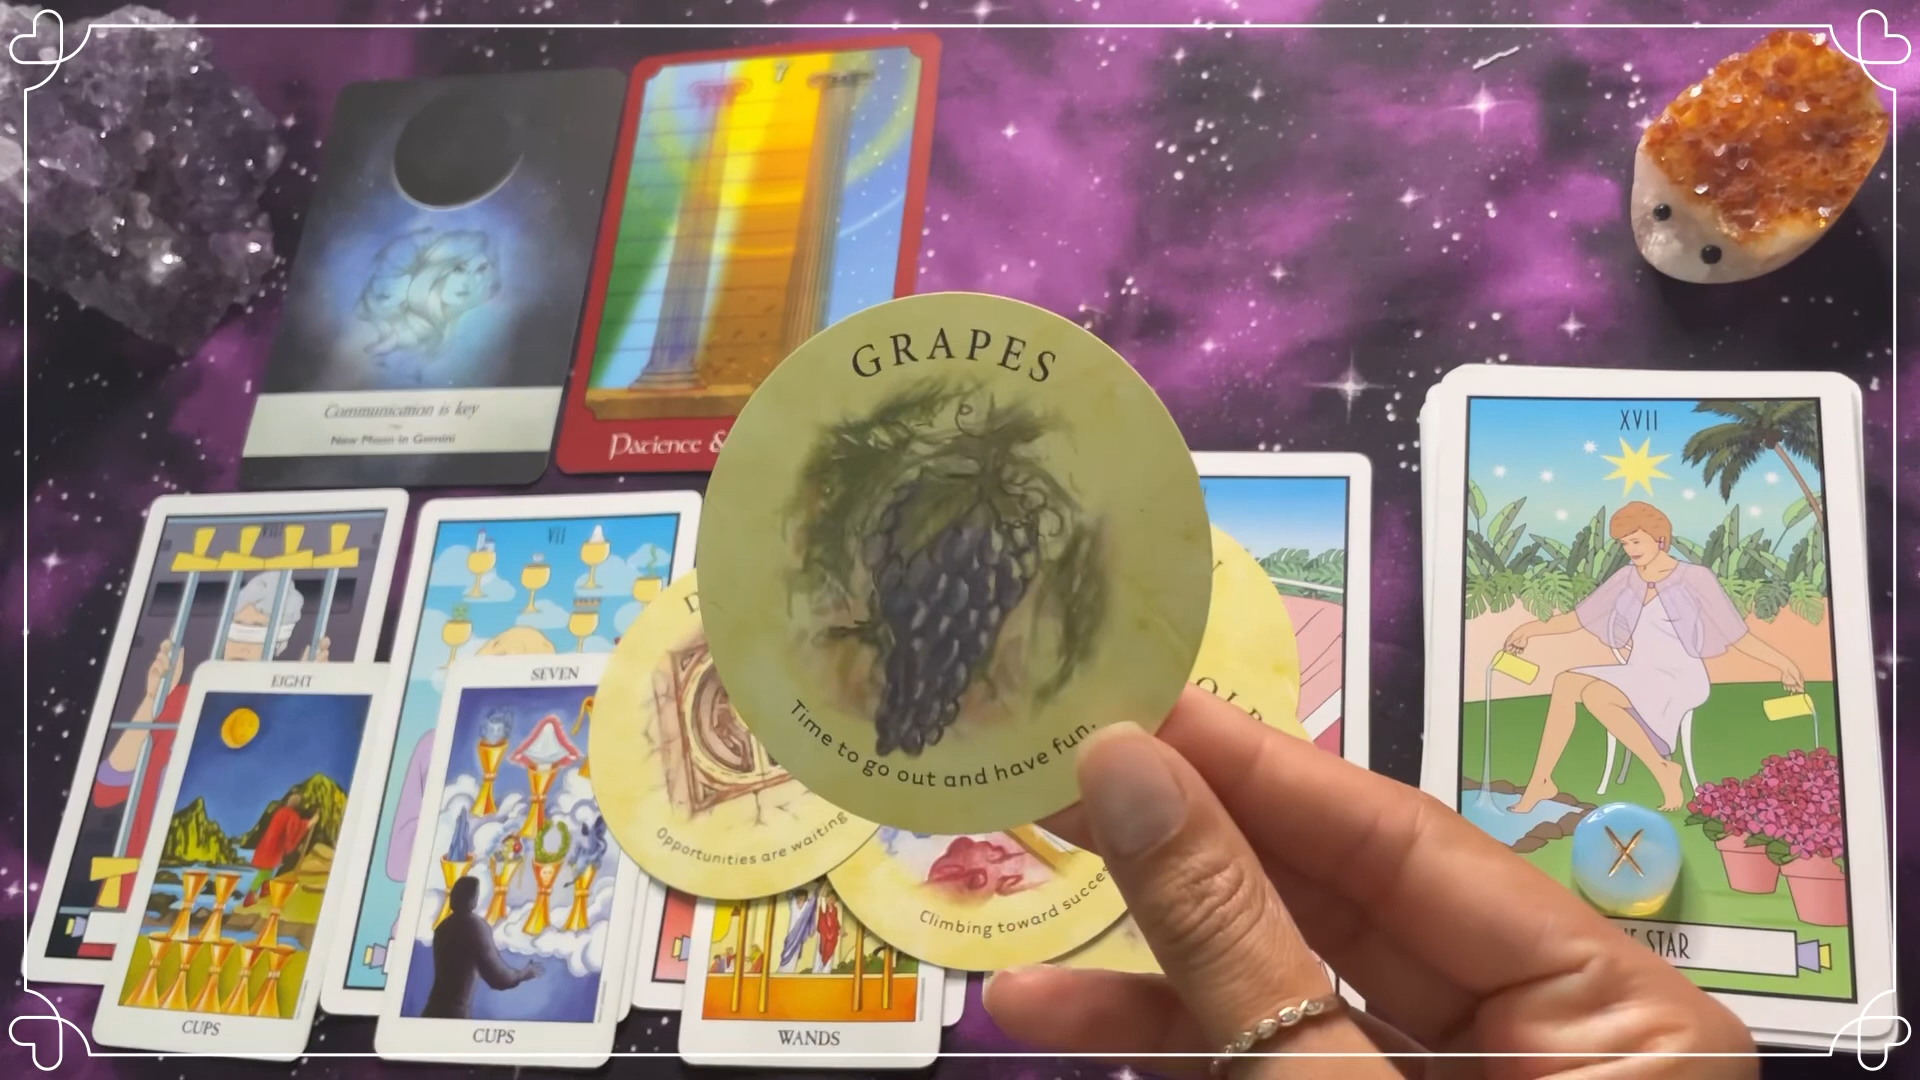 Communication is key
New Moon in Gemini
Patience &
GRAPES
Time to go out and have fun.
XVII
STAR
VII
EIGHT
CUPS
SEVEN
CUPS
Opportunities are waiting
Climbing toward
WANDS